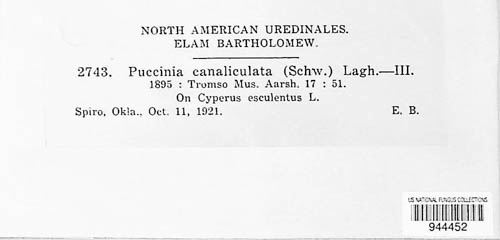 NORTH AMERICAN UREDINALES.
ELAM BARTHOLOMEW.
2743. Puccinia canaliculata (Schw.) Lagh.—III.
1895 : Tromso Mus. Aarsh. 17 : 51.
On Cyperus esculentus L.
Spiro, Okla., Oct. 11, 1921. E. B.
US NATIONAL FUNGUS COLLECTIONS
944452